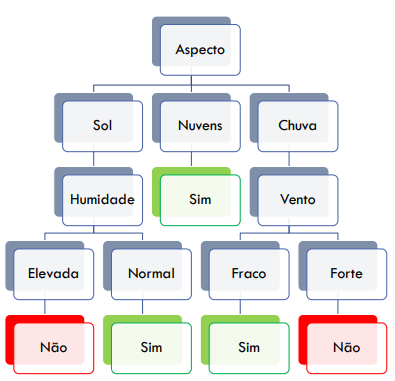 Aspecto
Sol
Nuvens
Chuva
Humidade
Sim
Vento
Elevada
Normal
Fraco
Forte
Não
Sim
Sim
Não